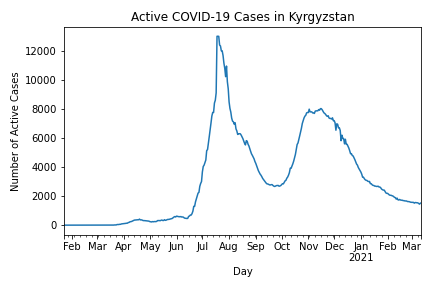 Active COVID-19 Cases in Kyrgyzstan
Number of Active Cases
12000
10000
8000
6000
4000
2000
0
Feb Mar Apr May Jun Jul Aug Sep Oct Nov Dec Jan Feb Mar
2021
Day